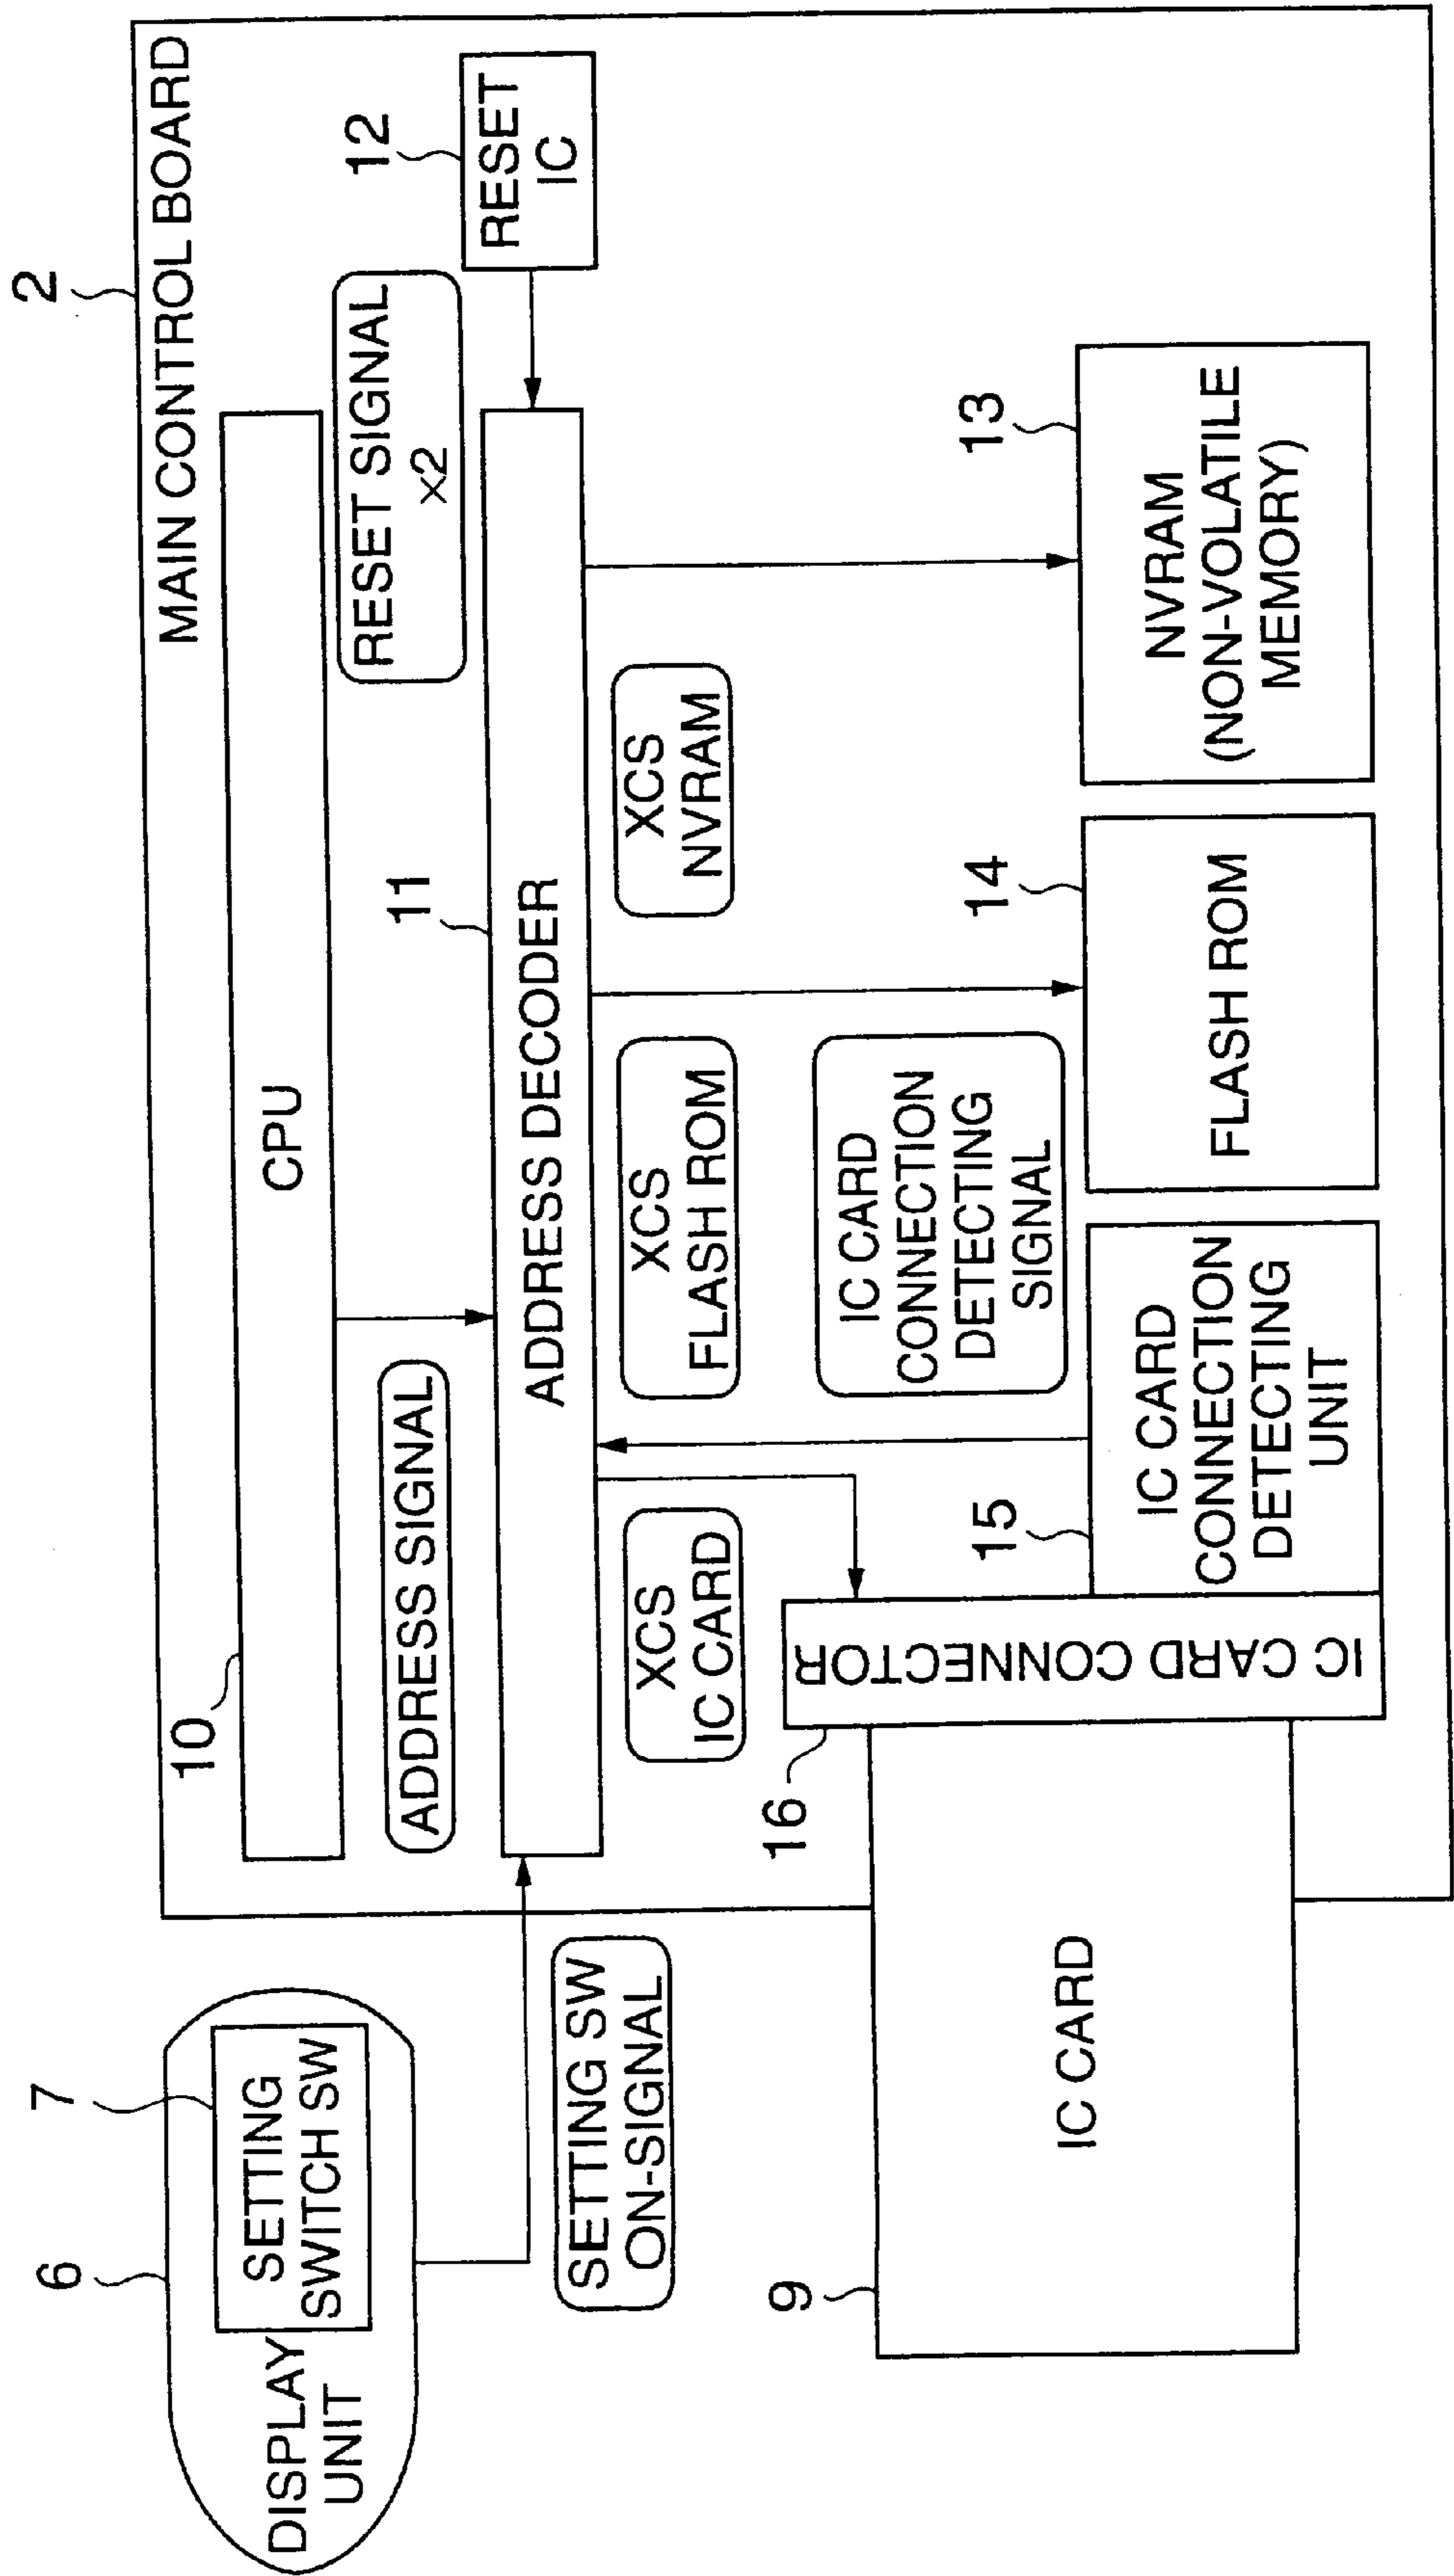 2
MAIN CONTROL BOARD
6
7
SETTING
SWITCH SW
DISPLAY
UNIT
10
CPU
12
RESET
IC
RESET SIGNAL
×2
ADDRESS SIGNAL
11
ADDRESS DECODER
SETTING SW
ON-SIGNAL
XCS
IC CARD
XCS
FLASH ROM
XCS
NVRAM
IC CARD
CONNECTION
DETECTING
SIGNAL
9
IC CARD
16
IC CARD CONNECTOR
15
IC CARD
CONNECTION
DETECTING
UNIT
14
FLASH ROM
13
NVRAM
(NON-VOLATILE
MEMORY)